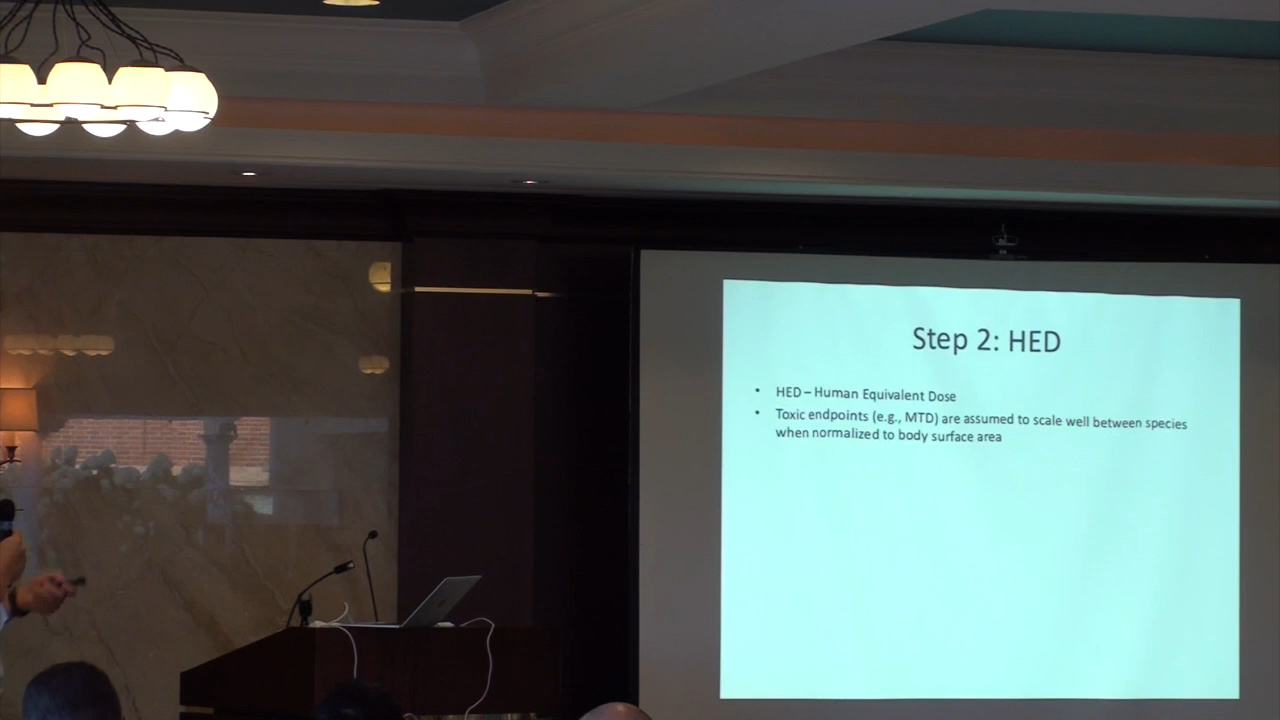 Step 2: HED
• HED – Human Equivalent Dose
• Toxic endpoints (e.g., MTD) are assumed to scale well between species
when normalized to body surface area